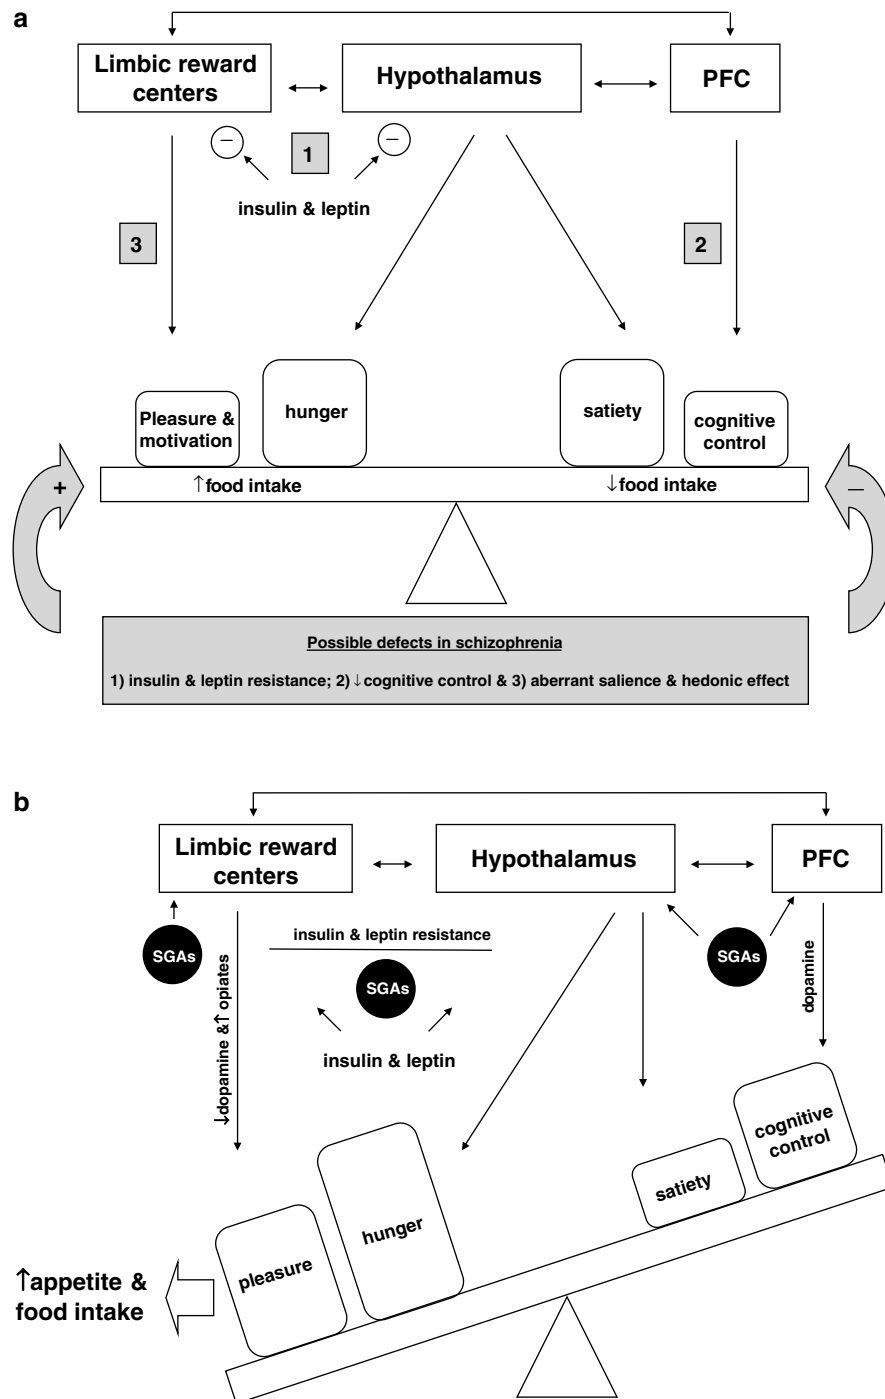 a
Limbic reward
centers
Hypothalamus
PFC
−
1
−
insulin & leptin
3
2
Pleasure &
motivation
hunger
satiety
cognitive
control
+
↑food intake
↓food intake
−
Possible defects in schizophrenia
1) insulin & leptin resistance; 2) ↓cognitive control & 3) aberrant salience & hedonic effect
b
Limbic reward
centers
Hypothalamus
PFC
SGAs
insulin & leptin resistance
SGAs
SGAs
↓dopamine &↑ opiates
dopamine
insulin & leptin
pleasure
hunger
satiety
cognitive
control
↑appetite &
food intake